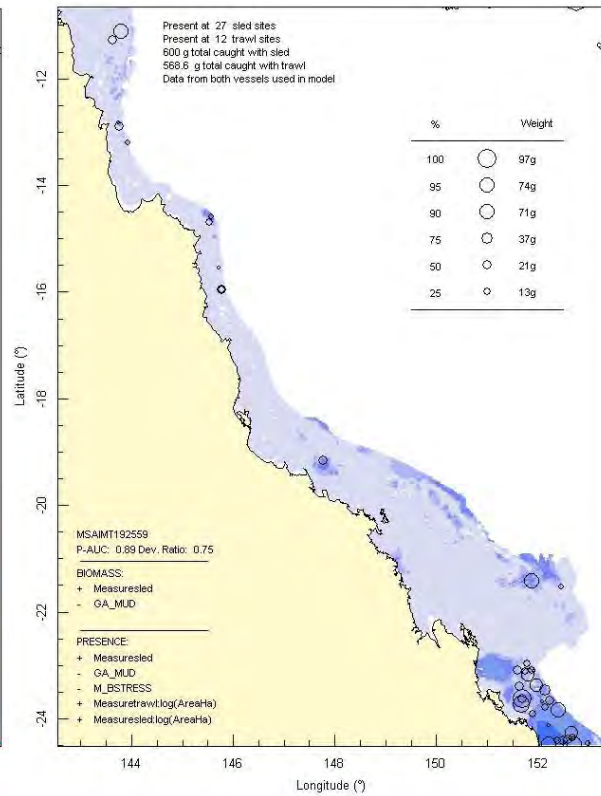 Present at 27 sled sites
Present at 12 trawl sites
600 g total caught with sled
568.6 g total caught with trawl
Data from both vessels used in model
% Weight
100 97g
95 74g
90 71g
75 37g
50 21g
25 13g
-12
-14
-16
-18
-20
-22
-24
Latitude (°)
MSAIMT192559
P-AUC: 0.89 Dev. Ratio: 0.75
BIOMASS:
+ Measuresled
- GA_MUD
PRESENCE:
+ Measuresled
- GA_MUD
- M_BSTRESS
+ Measuretrawl:log(AreaHa)
+ Measuresled:log(AreaHa)
144 146 148 150 152
Longitude (°)